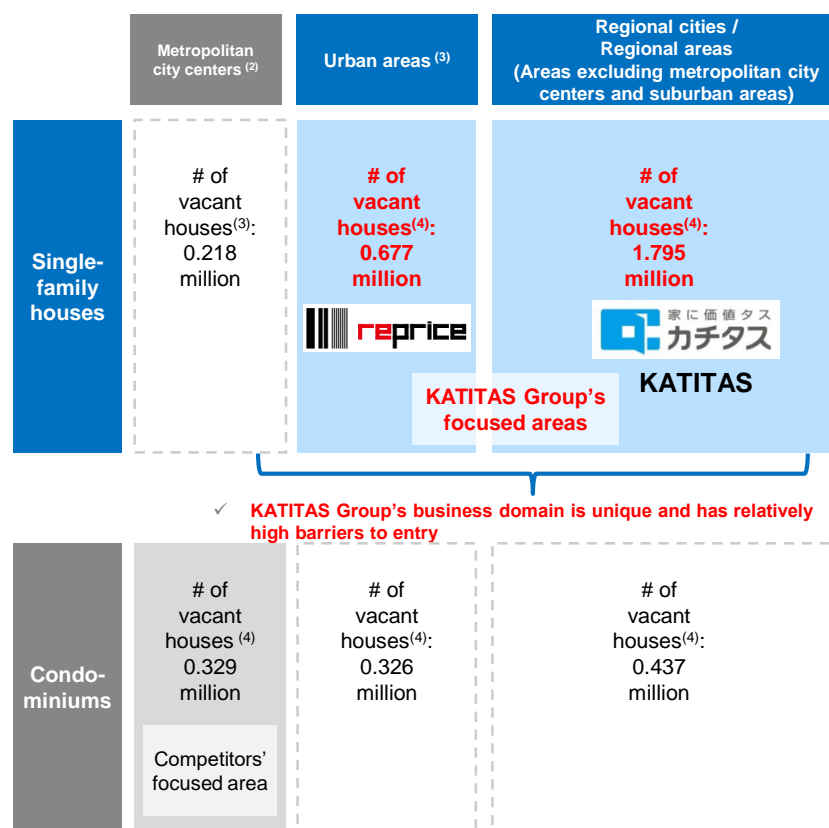 Metropolitan
city centers (2)
Urban areas (3)
Regional cities /
Regional areas
(Areas excluding metropolitan city
centers and suburban areas)
Single-
family
houses
# of
vacant
houses(3):
0.218
million
# of
vacant
houses(4):
0.677
million
reprice
# of
vacant
houses(4):
1.795
million
家に価値タス
カチタス
KATITAS
KATITAS Group's
focused areas
✓ KATITAS Group's business domain is unique and has relatively
high barriers to entry
Condo-
miniums
# of
vacant
houses (4)
0.329
million
Competitors'
focused area
# of
vacant
houses(4):
0.326
million
# of
vacant
houses(4):
0.437
million